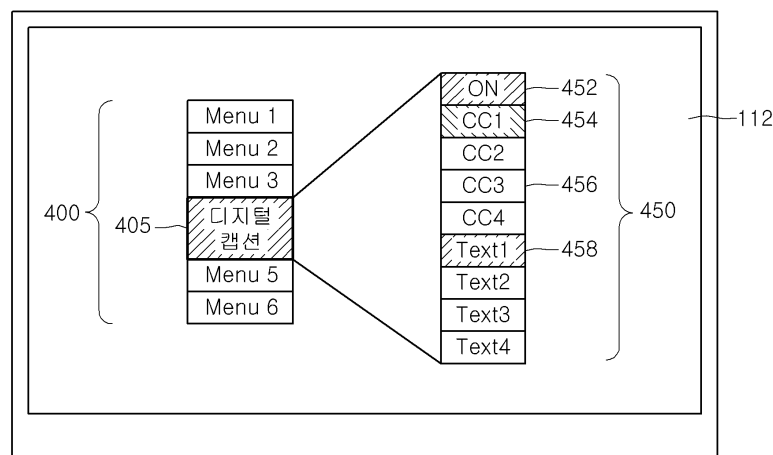 400
Menu 1
Menu 2
Menu 3
405
디지털
캡션
Menu 5
Menu 6
ON
CC1
CC2
CC3
CC4
Text1
Text2
Text3
Text4
452
454
456
458
450
112